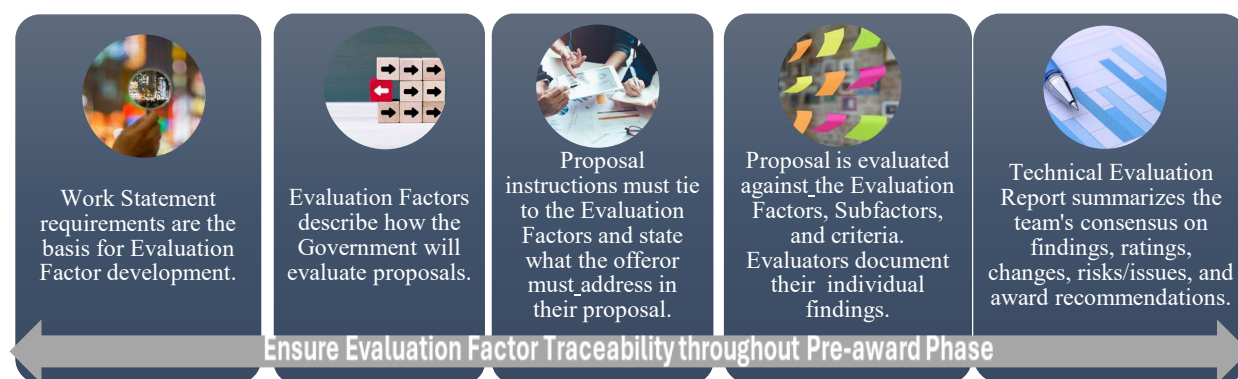 Work Statement
requirements are the
basis for Evaluation
Factor development.
Evaluation Factors
describe how the
Government will
evaluate proposals.
Proposal
instructions must tie
to the Evaluation
Factors and state
what the offeror
must address in
their proposal.
Proposal is evaluated
against the Evaluation
Factors, Subfactors,
and criteria.
Evaluators document
their individual
findings.
Technical Evaluation
Report summarizes the
team's consensus on
findings, ratings,
changes, risks/issues, and
award recommendations.
Ensure Evaluation Factor Traceability throughout Pre-award Phase